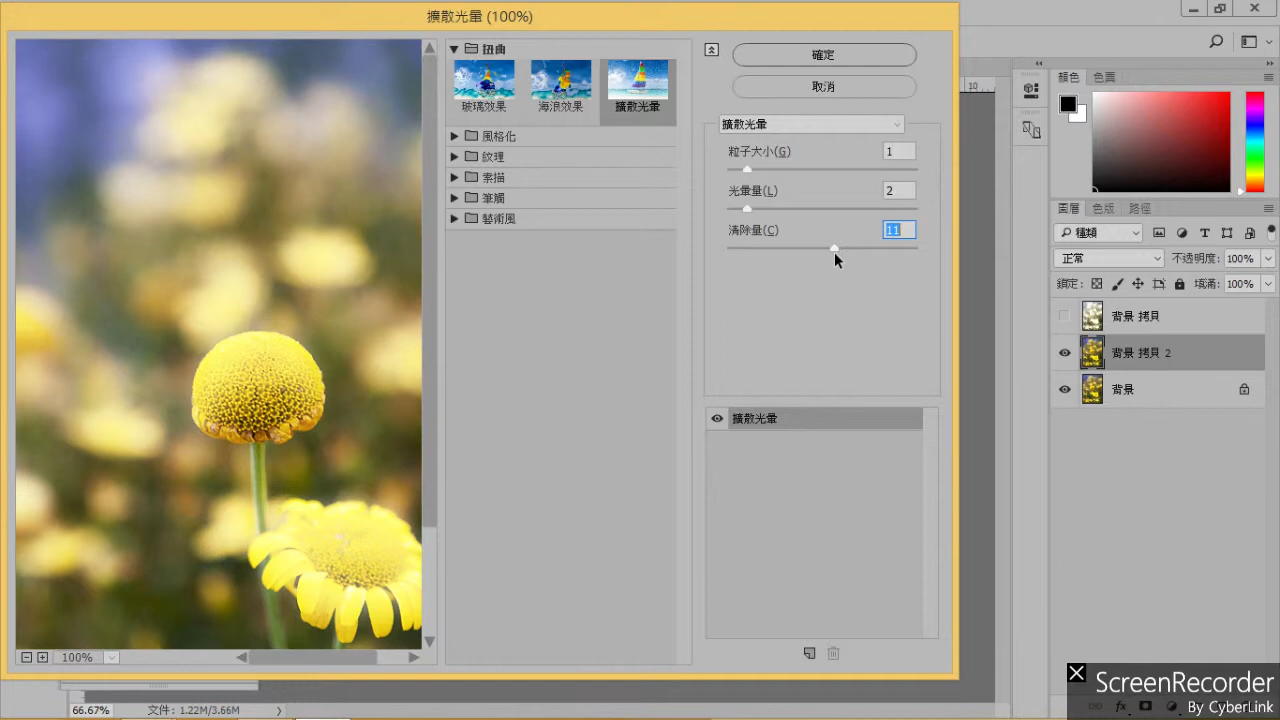 擴散光暈 (100%)
扭曲
玻璃效果
海浪效果
擴散光暈
風格化
紋理
素描
筆觸
藝術風
確定
取消
擴散光暈
粒子大小(G)
1
光暈量(L)
2
清除量(C)
11
擴散光暈
100%
10
顏色
色票
圖層
色版
路徑
種類
正常
不透明度:
100%
鎖定:
填滿:
100%
背景 拷貝
背景 拷貝 2
背景
66.67%
文件: 1.22M/3.66M
ScreenRecorder
By CyberLink